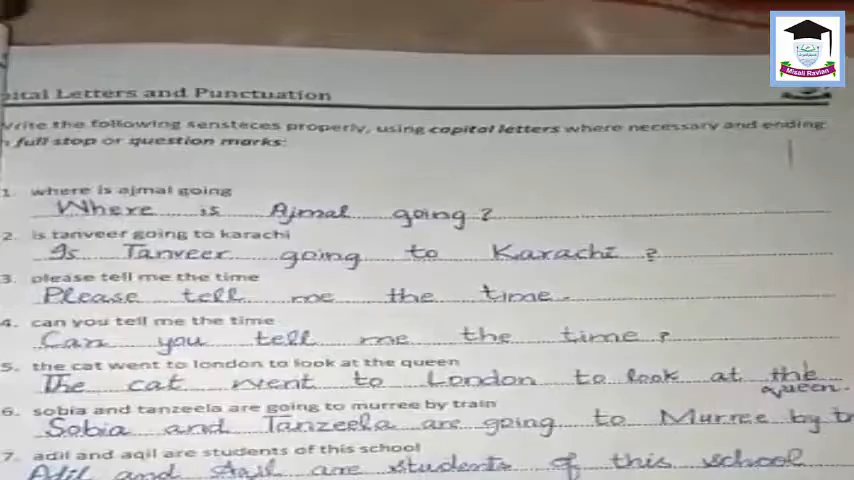 Misali Ravian
pital Letters and Punctuation
write the following sensteces properly, using capital letters where necessary and ending
full stop or question marks:
1. where is ajmal going
Where is Ajmal going ?
2. is tanveer going to karachi
Is Tanveer going to Karachi ?
3. please tell me the time
Please tell me the time.
4. can you tell me the time
Can you tell me the time ?
5. the cat went to london to look at the queen
The cat went to London to look at the
queen.
6. sobia and tanzeela are going to murree by train
Sobia and Tanzeela are going to Murree by tr
7. adil and aqil are students of this school
Adil and Aqil are students of this school